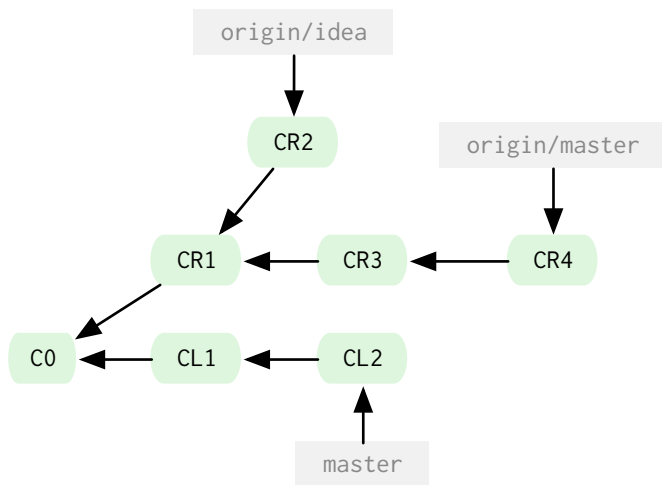 origin/idea
CR2
origin/master
CR1
CR3
CR4
C0
CL1
CL2
master